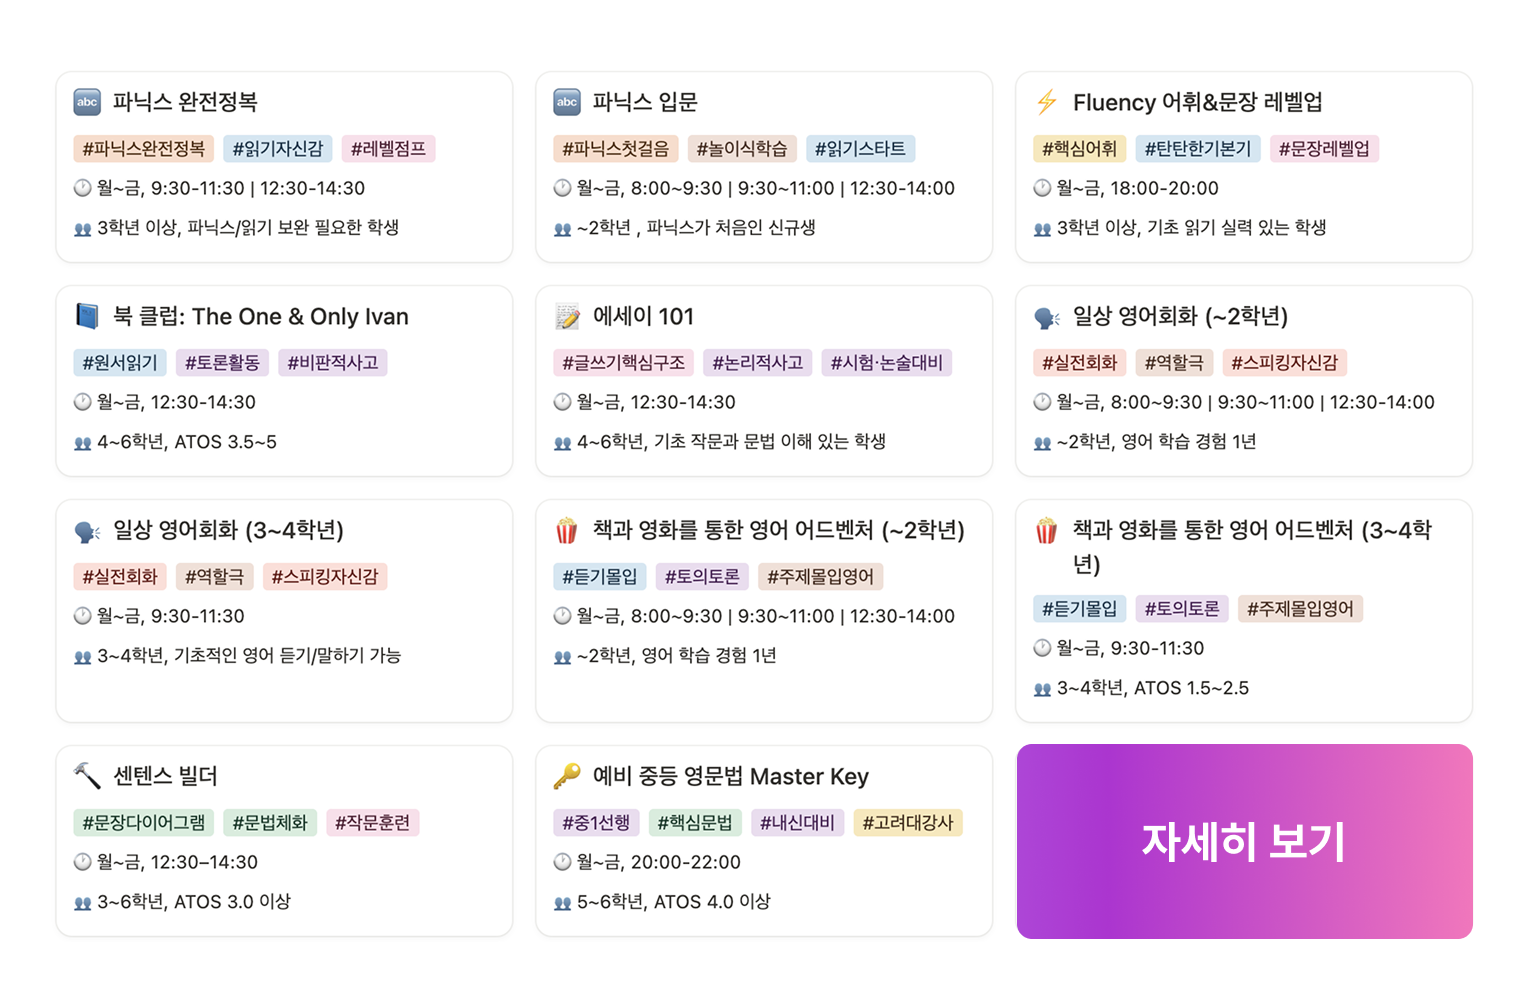 파닉스 완전정복
#파닉스완전정복 #읽기자신감 #레벨점프
월~금, 9:30-11:30 | 12:30-14:30
3학년 이상, 파닉스/읽기 보완 필요한 학생
abc
파닉스 입문
#파닉스첫걸음 #놀이식학습 #읽기스타트
월~금, 8:00~9:30 | 9:30~11:00 | 12:30-14:00
~2학년 , 파닉스가 처음인 신규생
abc
Fluency 어휘&문장 레벨업
#핵심어휘 #탄탄한기본기 #문장레벨업
월~금, 18:00-20:00
3학년 이상, 기초 읽기 실력 있는 학생
북 클럽: The One & Only Ivan
#원서읽기 #토론활동 #비판적사고
월~금, 12:30-14:30
4~6학년, ATOS 3.5~5
에세이 101
#글쓰기핵심구조 #논리적사고 #시험·논술대비
월~금, 12:30-14:30
4~6학년, 기초 작문과 문법 이해 있는 학생
일상 영어회화 (~2학년)
#실전회화 #역할극 #스피킹자신감
월~금, 8:00~9:30 | 9:30~11:00 | 12:30-14:00
~2학년, 영어 학습 경험 1년
일상 영어회화 (3~4학년)
#실전회화 #역할극 #스피킹자신감
월~금, 9:30-11:30
3~4학년, 기초적인 영어 듣기/말하기 가능
책과 영화를 통한 영어 어드벤처 (~2학년)
#듣기몰입 #토의토론 #주제몰입영어
월~금, 8:00~9:30 | 9:30~11:00 | 12:30-14:00
~2학년, 영어 학습 경험 1년
책과 영화를 통한 영어 어드벤처 (3~4학
년)
#듣기몰입 #토의토론 #주제몰입영어
월~금, 9:30-11:30
3~4학년, ATOS 1.5~2.5
센텐스 빌더
#문장다이어그램 #문법체화 #작문훈련
월~금, 12:30–14:30
3~6학년, ATOS 3.0 이상
예비 중등 영문법 Master Key
#중1선행 #핵심문법 #내신대비 #고려대강사
월~금, 20:00-22:00
5~6학년, ATOS 4.0 이상
자세히 보기